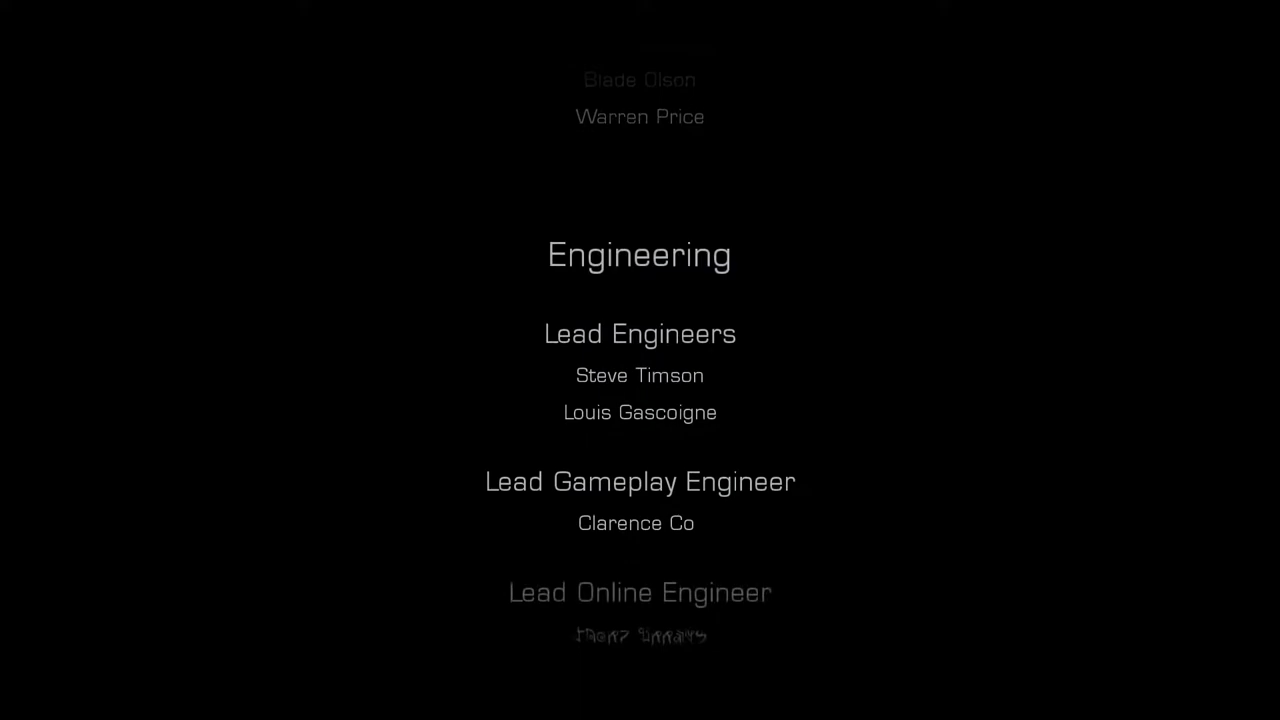 Blade Olson
Warren Price
Engineering
Lead Engineers
Steve Timson
Louis Gascoigne
Lead Gameplay Engineer
Clarence Co
Lead Online Engineer